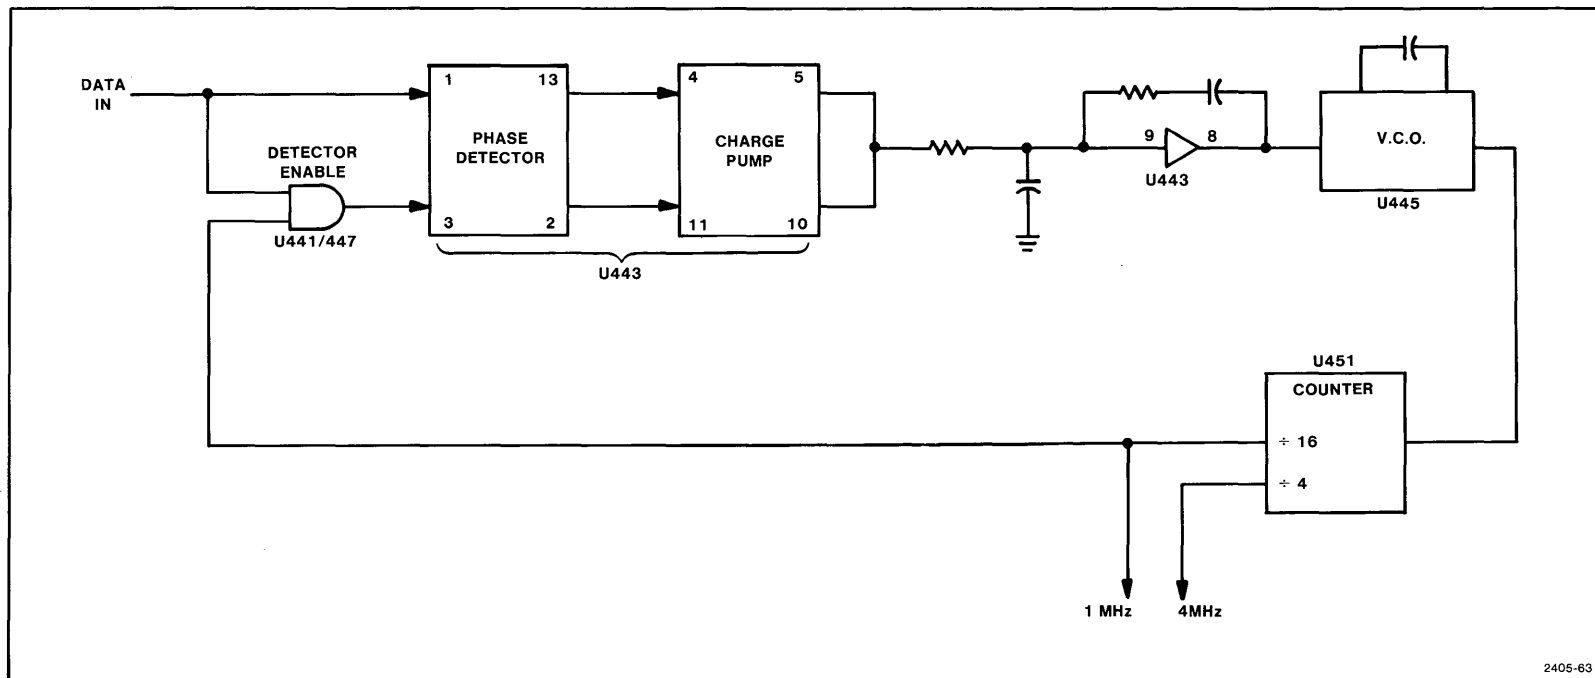 DATA
IN
DETECTOR
ENABLE
U441/447
1 13
PHASE
DETECTOR
3 2
4 5
CHARGE
PUMP
11 10
U443
9 8
U443
V.C.O.
U445
U451
COUNTER
÷ 16
÷ 4
1 MHz
4MHz
2405-63